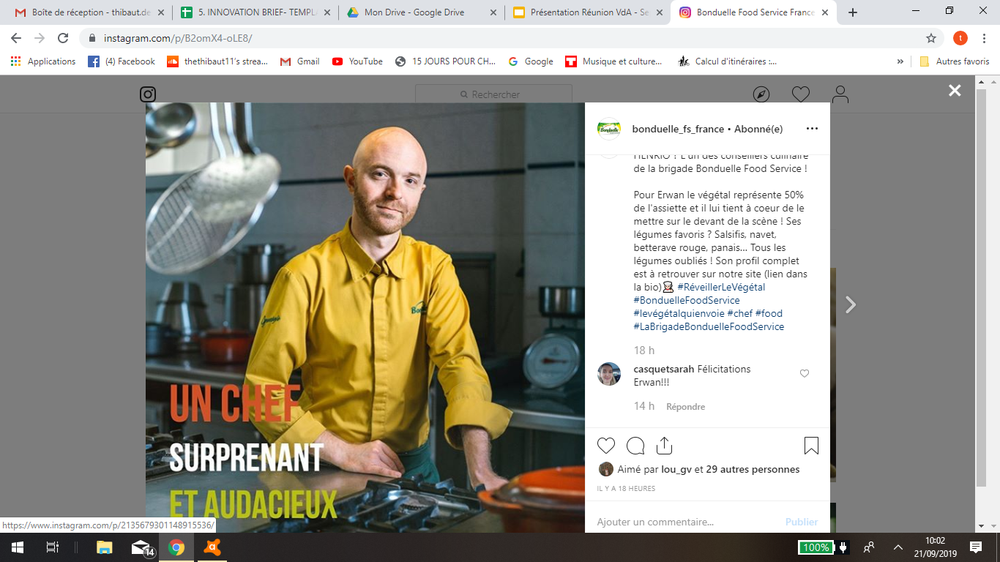 Boîte de réception - thibaut.de
5. INNOVATION BRIEF- TEMPL
Mon Drive - Google Drive
Présentation Réunion VdA - Se
Bonduelle Food Service France
instagram.com/p/B2omX4-oLE8/
t
Applications
(4) Facebook
thethibaut11's strea...
Gmail
YouTube
15 JOURS POUR CH...
Google
Musique et culture...
Calcul d'itinéraires :...
»
Autres favoris
Rechercher
bonduelle_fs_france • Abonné(e)
HENRIO ? L'un des conseillers culinaire
de la brigade Bonduelle Food Service !
Pour Erwan le végétal représente 50%
de l'assiette et il lui tient à coeur de le
mettre sur le devant de la scène ! Ses
légumes favoris ? Salsifis, navet,
betterave rouge, panais... Tous les
légumes oubliés ! Son profil complet
est à retrouver sur notre site (lien dans
la bio) #RéveillerLeVégétal
#BonduelleFoodService
#levégétalquienvoie #chef #food
#LaBrigadeBonduelleFoodService
18 h
casquetsarah Félicitations
Erwan!!!
14 h Répondre
Aimé par lou_gv et 29 autres personnes
IL Y A 18 HEURES
Ajouter un commentaire... Publier
UN CHEF
SURPRENANT
ET AUDACIEUX
https://www.instagram.com/p/2135679301148915536/
14
100%
10:02
21/09/2019